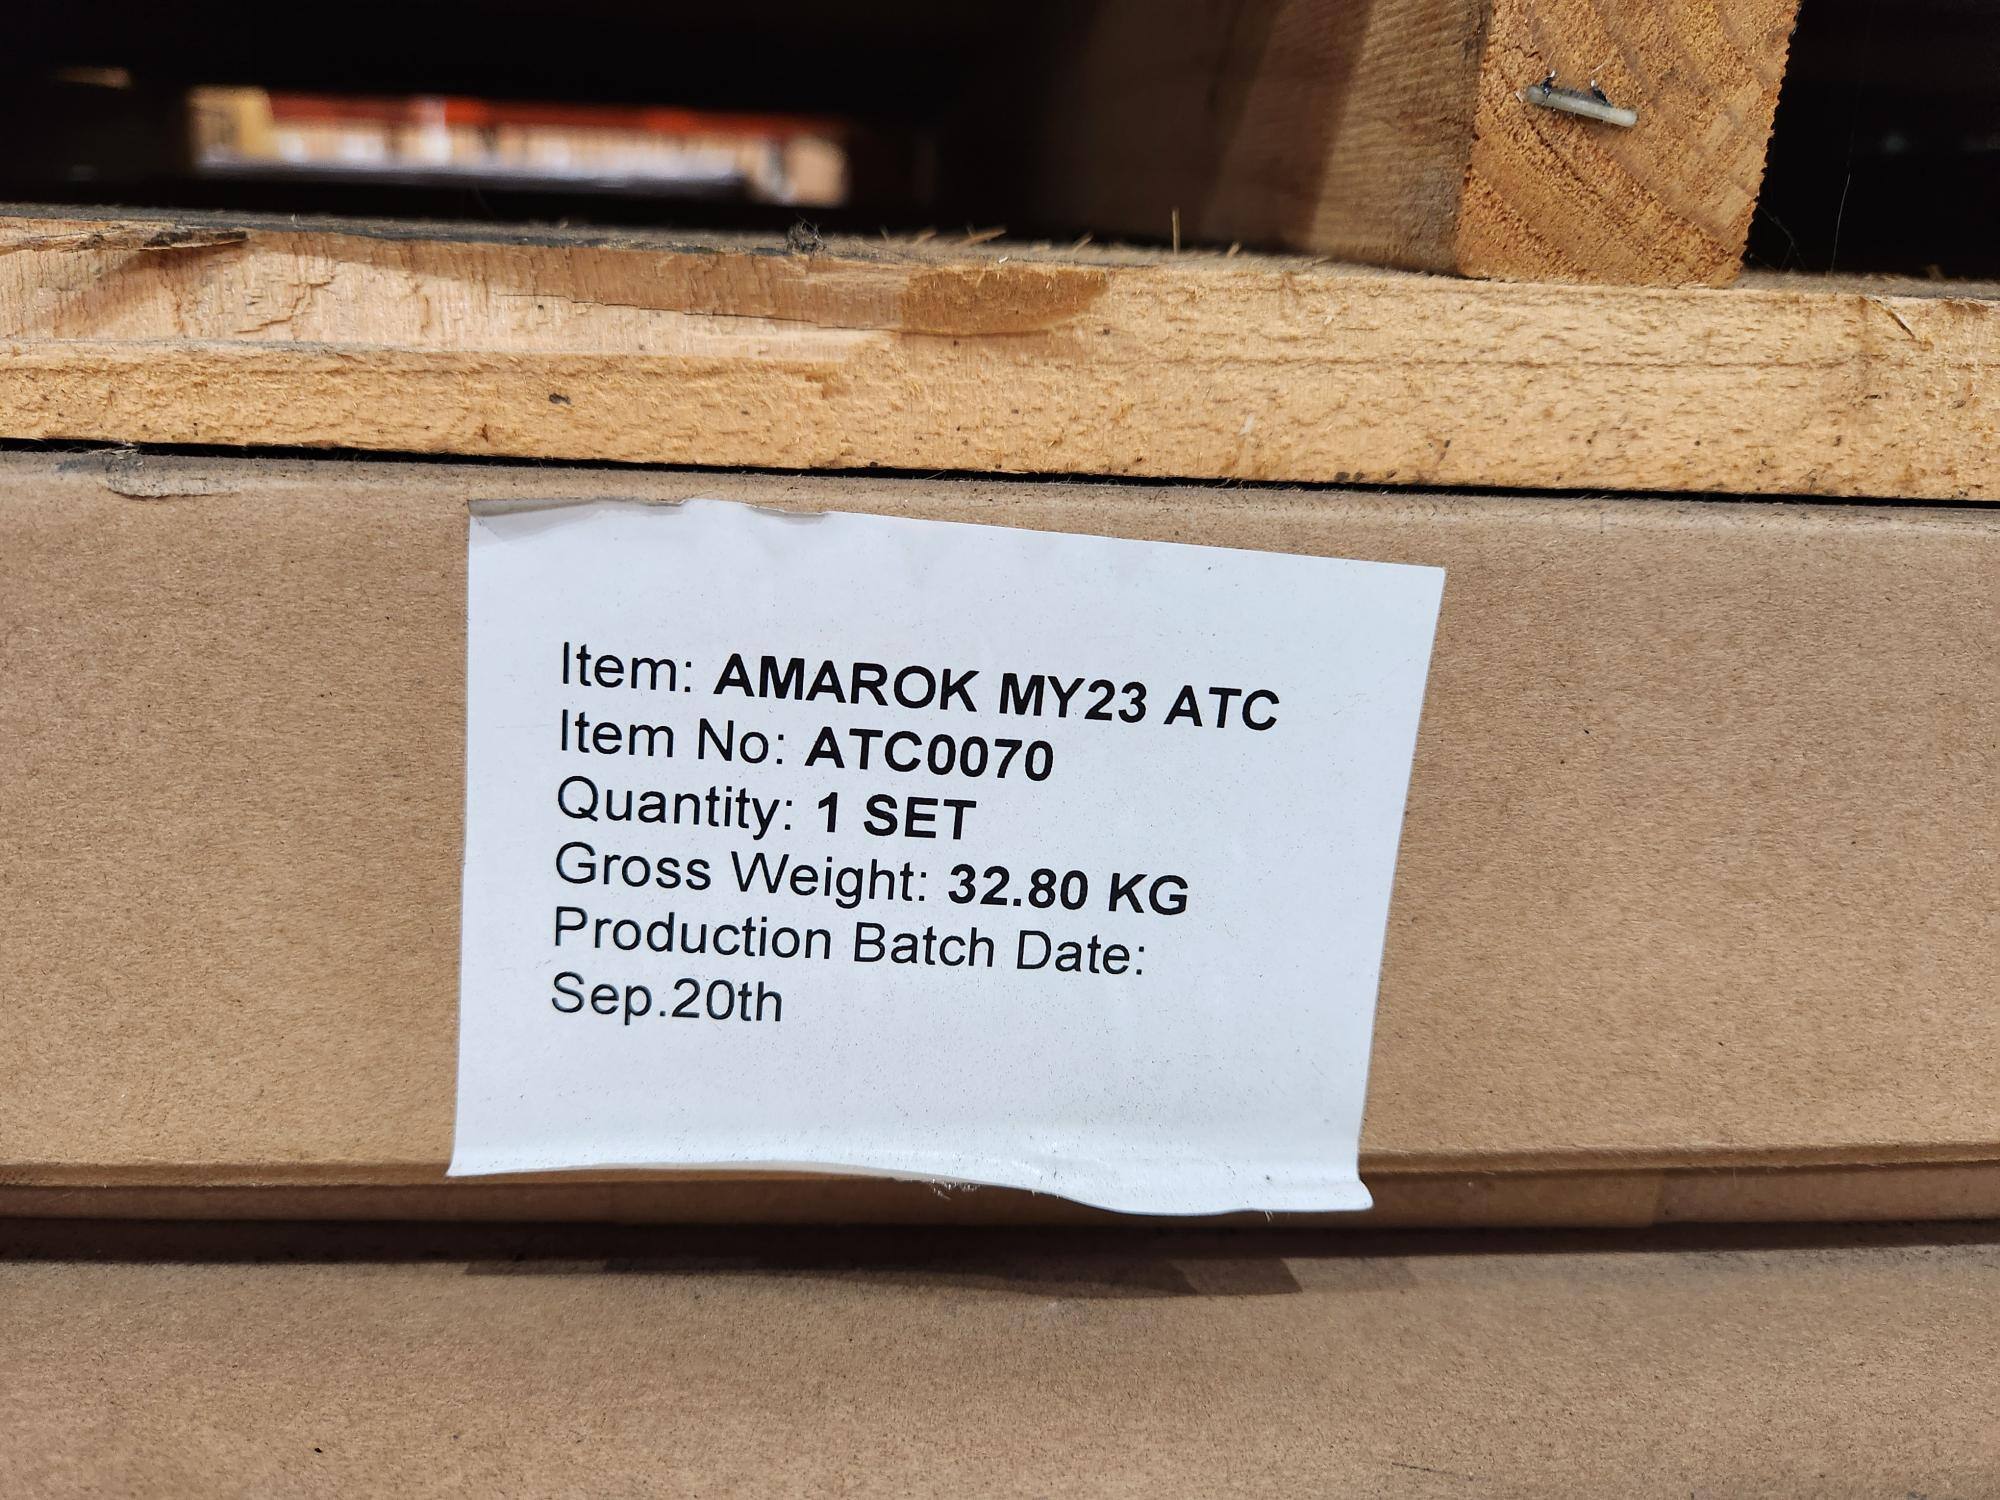 Item: AMAROK MY23 ATC
Item No: ATC0070
Quantity: 1 SET
Gross Weight: 32.80 KG
Production Batch Date:
Sep.20th